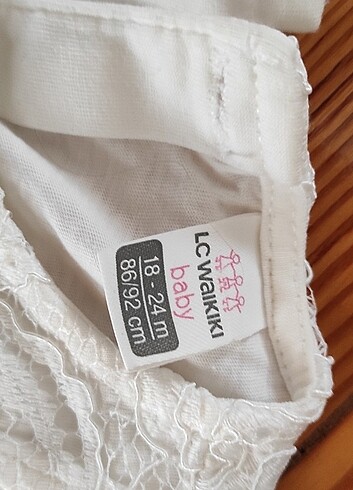 LC WAIKIKI
baby
18 - 24 m
86/92 cm